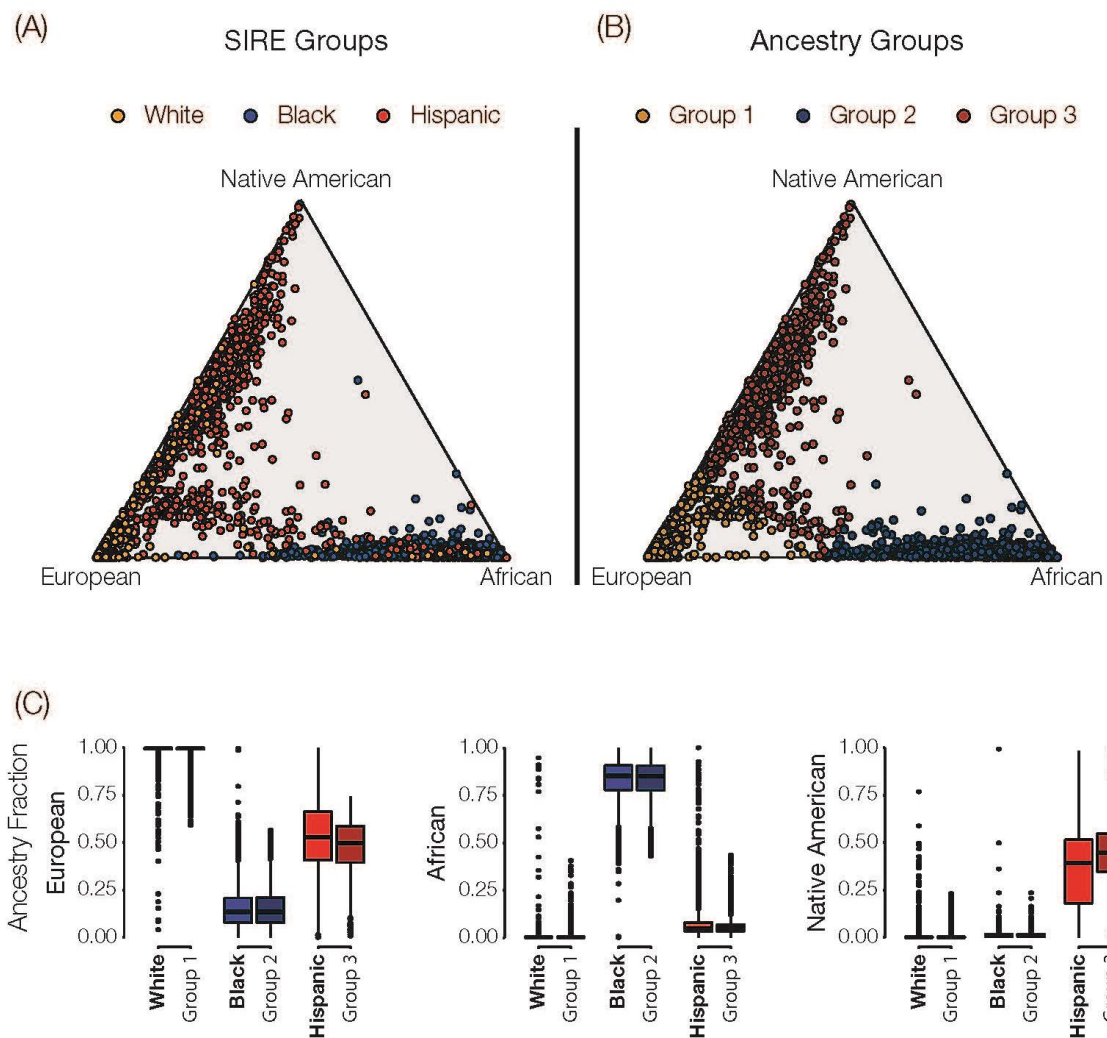 (A)
SIRE Groups
White Black Hispanic
Native American
European
African
(B)
Ancestry Groups
Group 1 Group 2 Group 3
Native American
European
African
(C)
Ancestry Fraction
European
1.00
0.75
0.50
0.25
0.00
White
Group 1
Black
Group 2
Hispanic
Group 3
African
1.00
0.75
0.50
0.25
0.00
White
Group 1
Black
Group 2
Hispanic
Group 3
Native American
1.00
0.75
0.50
0.25
0.00
White
Group 1
Black
Group 2
Hispanic